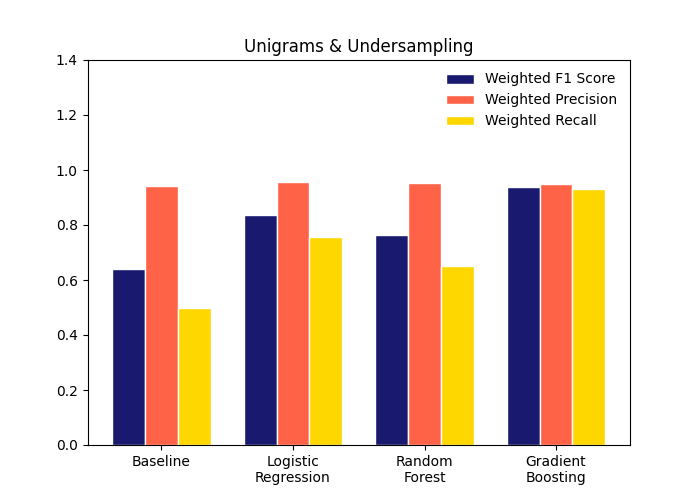 Unigrams & Undersampling
1.4
1.2
1.0
0.8
0.6
0.4
0.2
0.0
Weighted F1 Score
Weighted Precision
Weighted Recall
Baseline
Logistic
Regression
Random
Forest
Gradient
Boosting